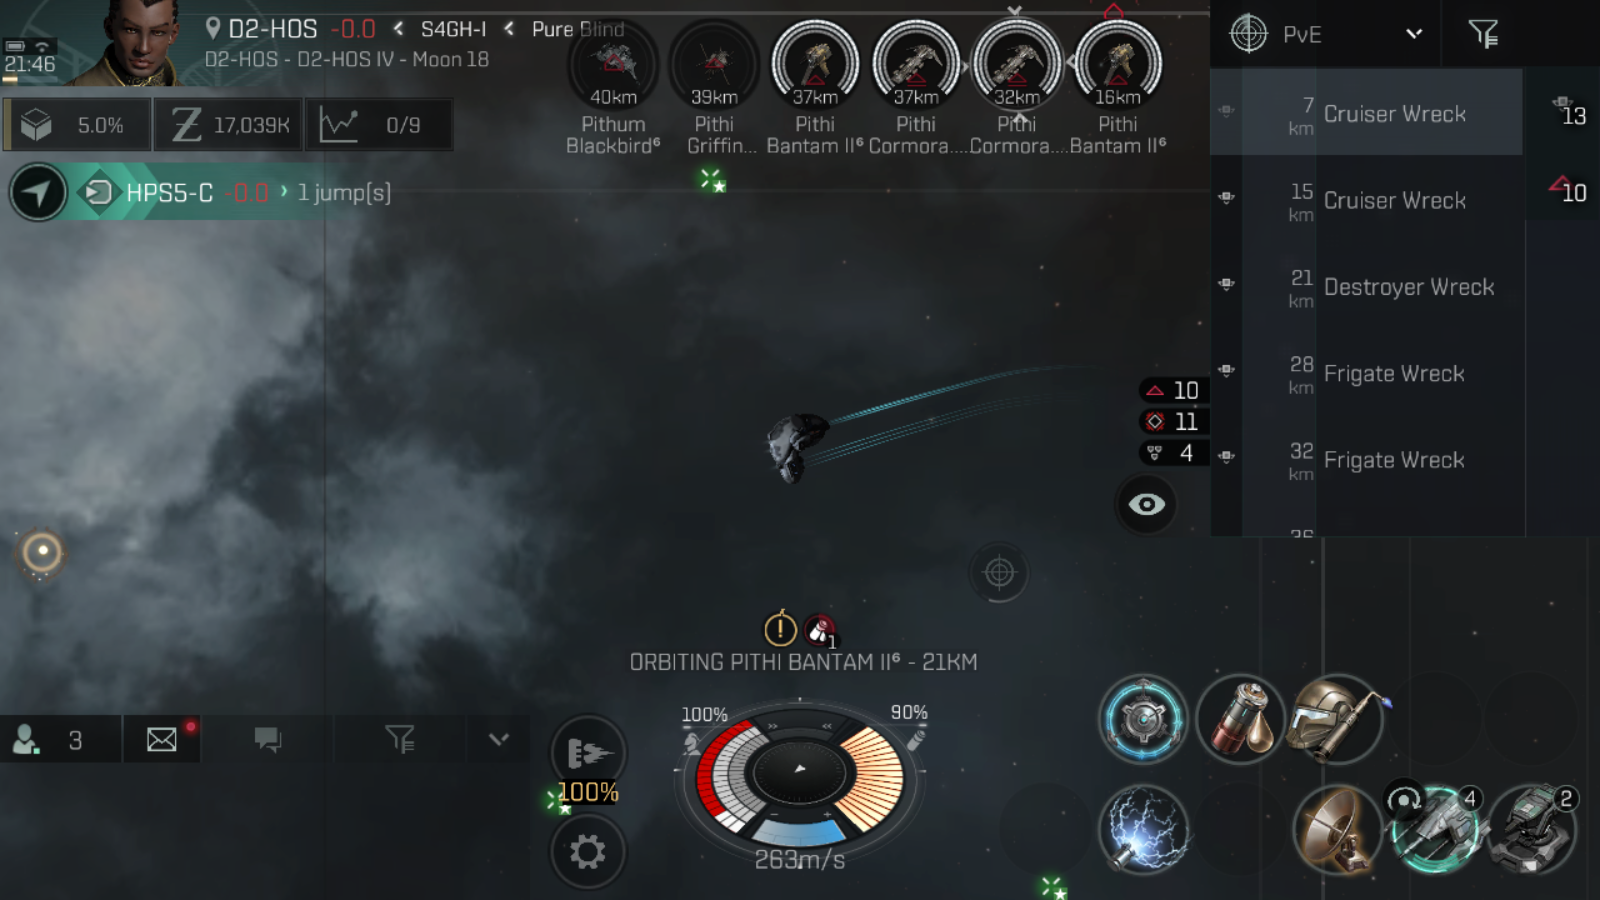 D2-HOS -0.0 < S4GH-I < Pure Blind
D2-HOS - D2-HOS IV - Moon 18
21:46
5.0%
17,039K
0/9
HPS5-C -0.0 › 1 jump[s]
40km
Pithum
Blackbird⁶
39km
Pithi
Griffin...
37km
Pithi
Bantam II⁶
37km
Pithi
Cormora...
32km
Pithi
Cormora...
16km
Pithi
Bantam II⁶
PvE
7
km
Cruiser Wreck
15
km
Cruiser Wreck
21
km
Destroyer Wreck
28
km
Frigate Wreck
32
km
Frigate Wreck
13
10
10
11
4
1
ORBITING PITHI BANTAM II⁶ - 21KM
100%
90%
263m/s
3
100%
4
2